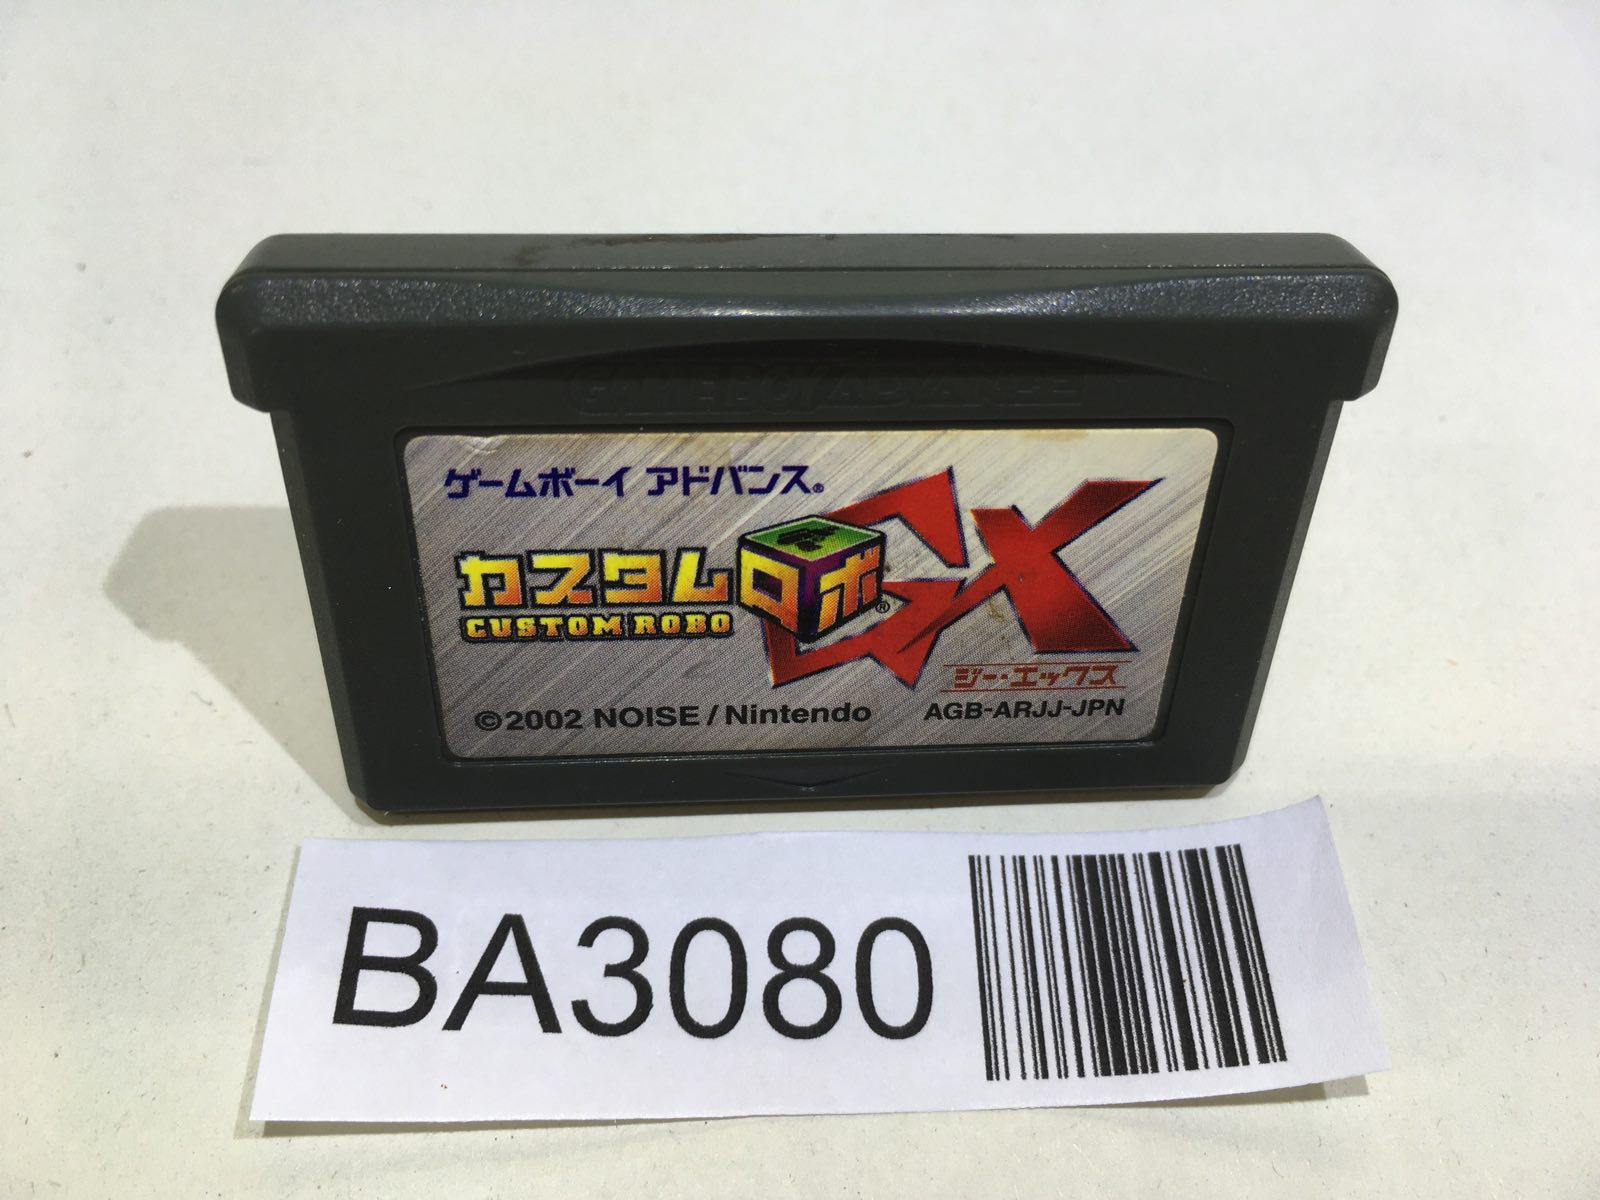 GAME BOY ADVANCE
ゲームボーイ アドバンス®
カスタムロボ® GX
CUSTOM ROBO
ジー・エックス
©2002 NOISE/Nintendo AGB-ARJJ-JPN
BA3080